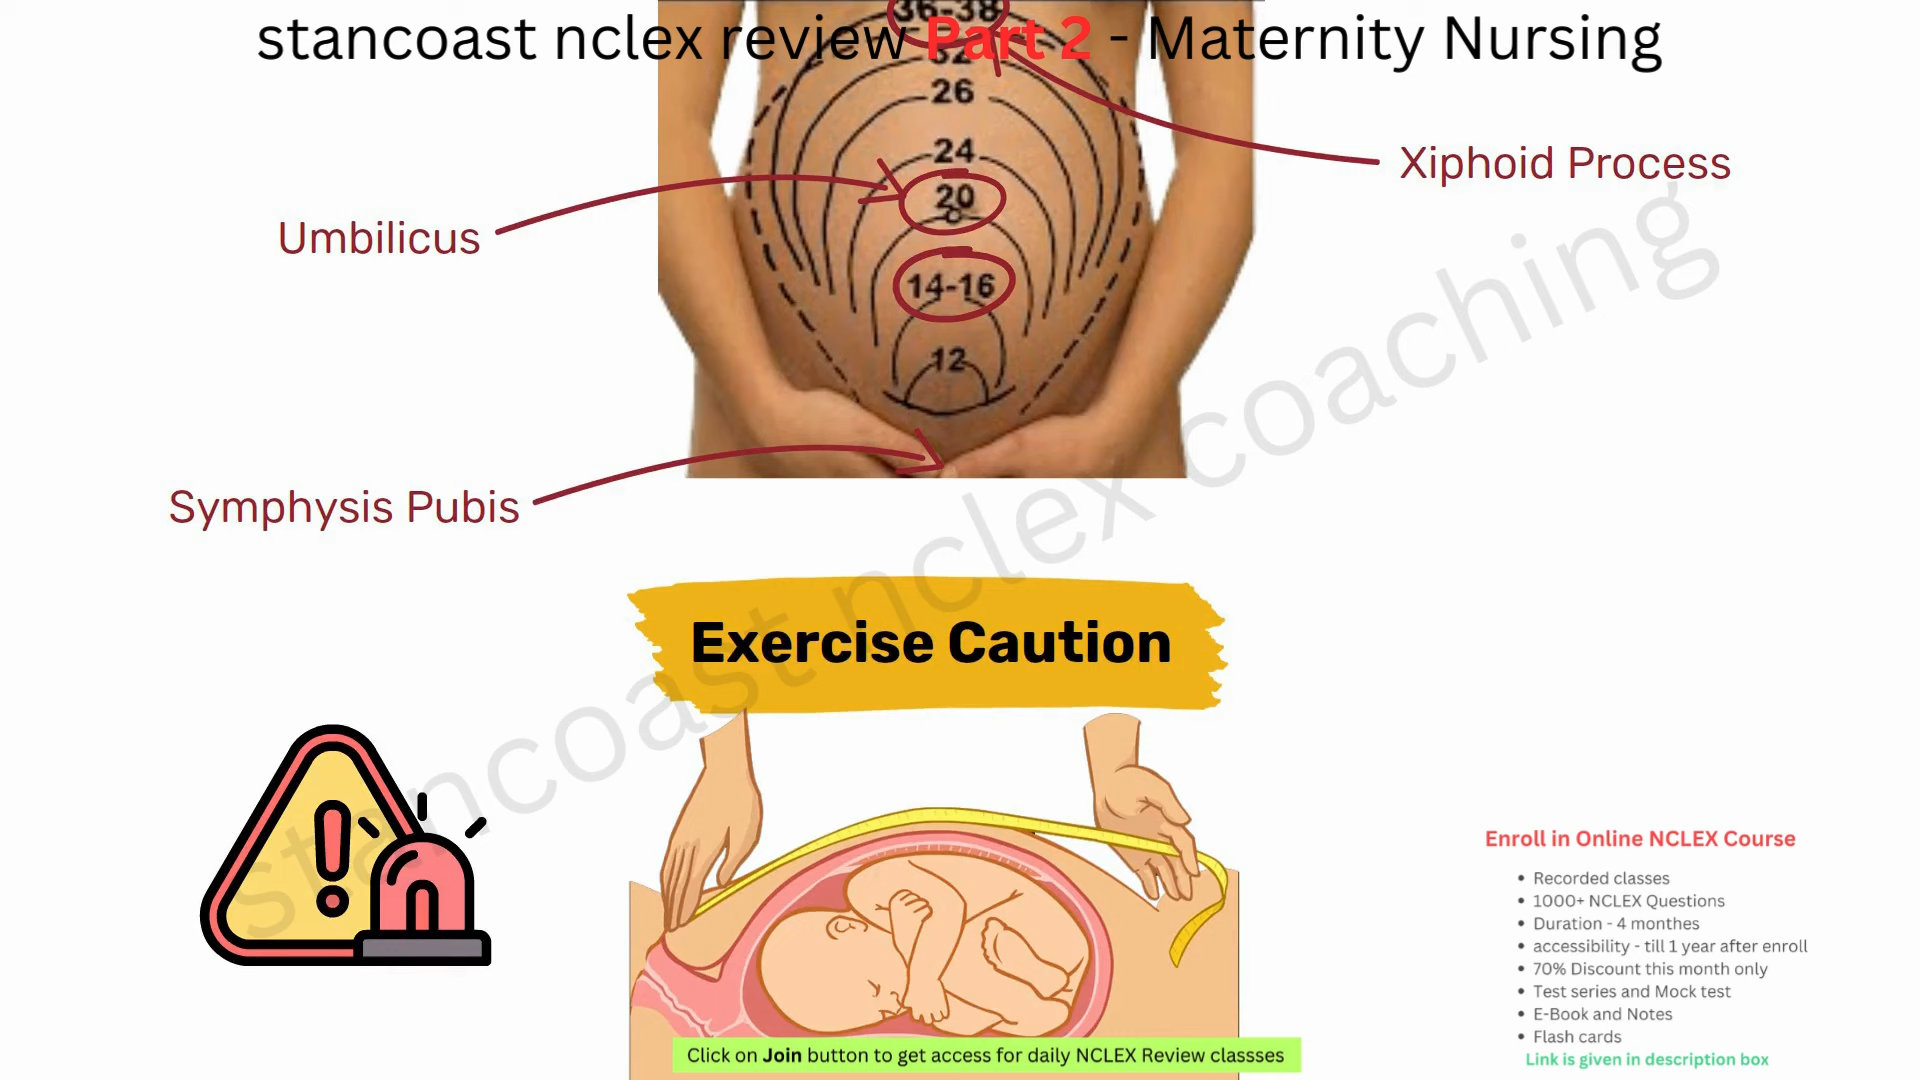 stancoast nclex review Part 2 - Maternity Nursing
36-38
32
26
24
20
14-16
12
Xiphoid Process
Umbilicus
Symphysis Pubis
stancoast nclex coaching
Exercise Caution
Enroll in Online NCLEX Course
• Recorded classes
• 1000+ NCLEX Questions
• Duration - 4 monthes
• accessibility - till 1 year after enroll
• 70% Discount this month only
• Test series and Mock test
• E-Book and Notes
• Flash cards
Link is given in description box
Click on Join button to get access for daily NCLEX Review classses